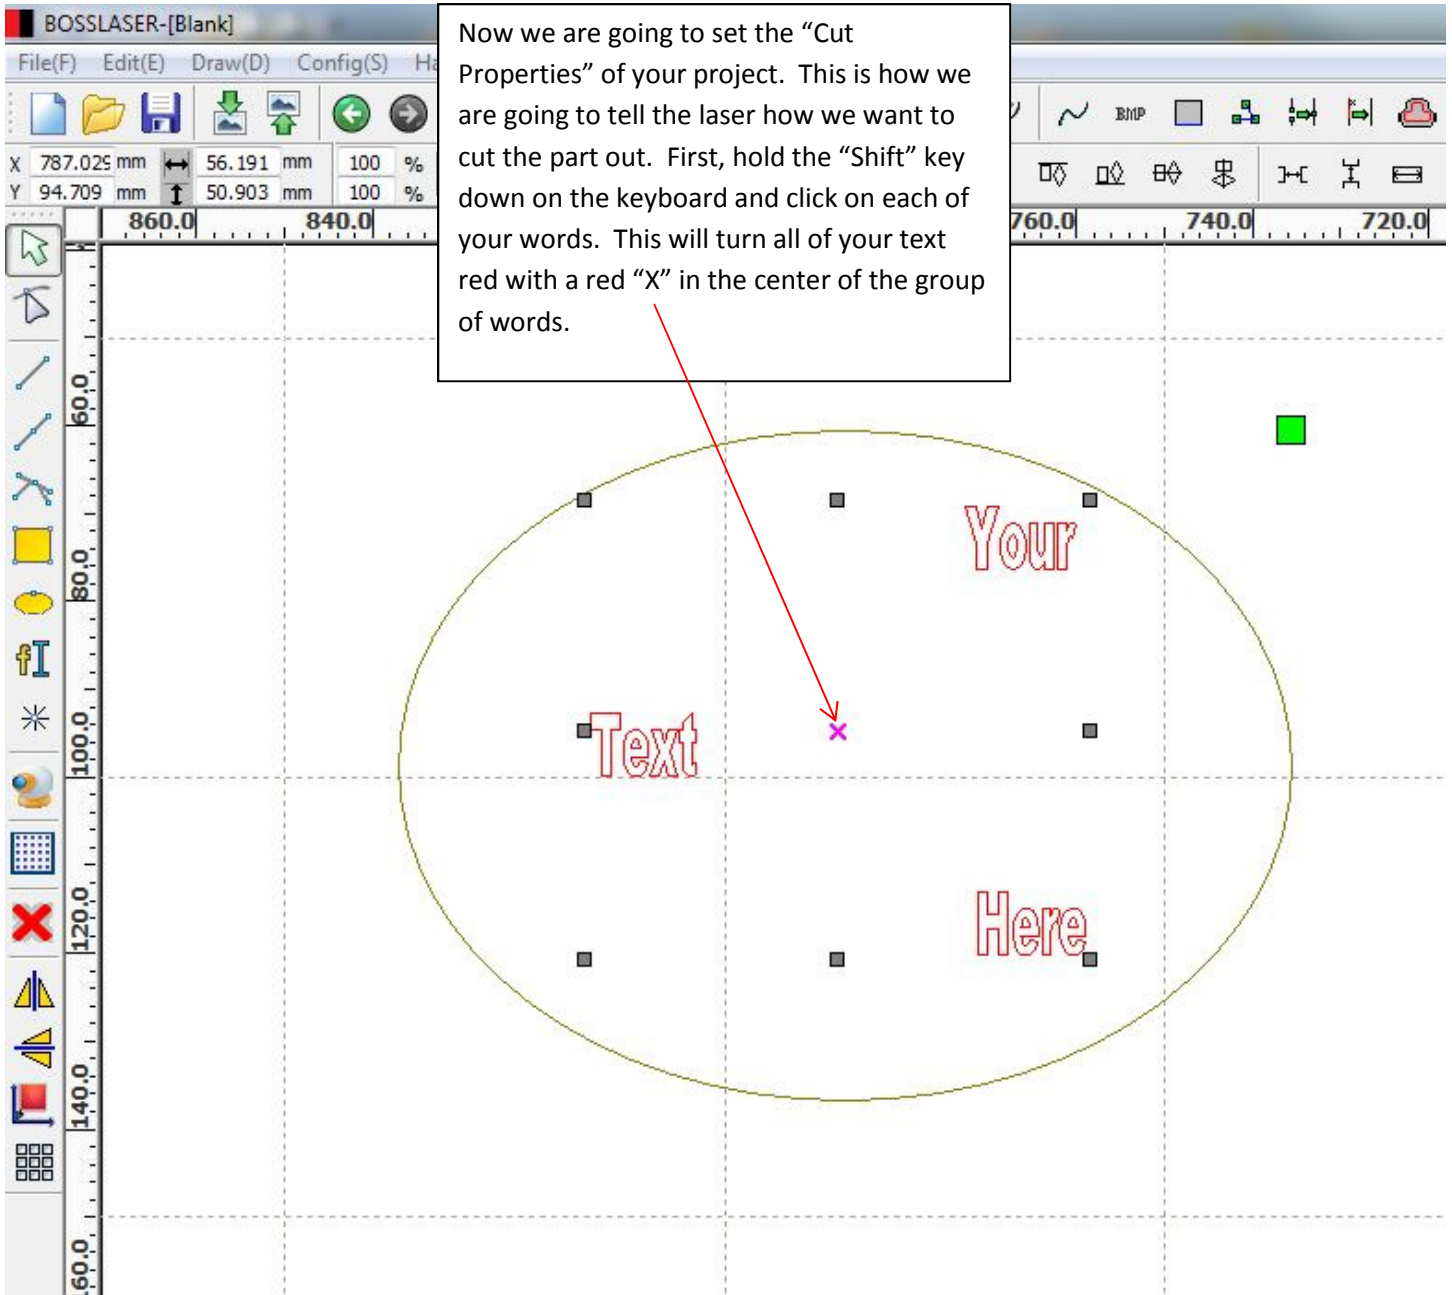 BOSSLASER-[Blank]
File(F) Edit(E) Draw(D) Config(S)
Now we are going to set the “Cut
Properties” of your project. This is how we
are going to tell the laser how we want to
cut the part out. First, hold the “Shift” key
down on the keyboard and click on each of
your words. This will turn all of your text
red with a red “X” in the center of the group
of words.
BMP
X 787.029 mm 56.191 mm 100 %
Y 94.709 mm 50.903 mm 100 %
860.0 840.0 760.0 740.0 720.0
60.0
80.0
100.0
120.0
140.0
Your
Text
Here